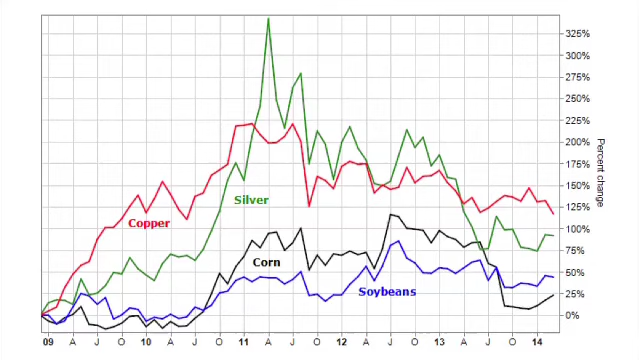 325%
300%
275%
250%
225%
200%
175%
150%
125%
100%
75%
50%
25%
0%
Percent change
Silver
Copper
Corn
Soybeans
09 A J O 10 A J O 11 A J O 12 A J O 13 A J O 14 A